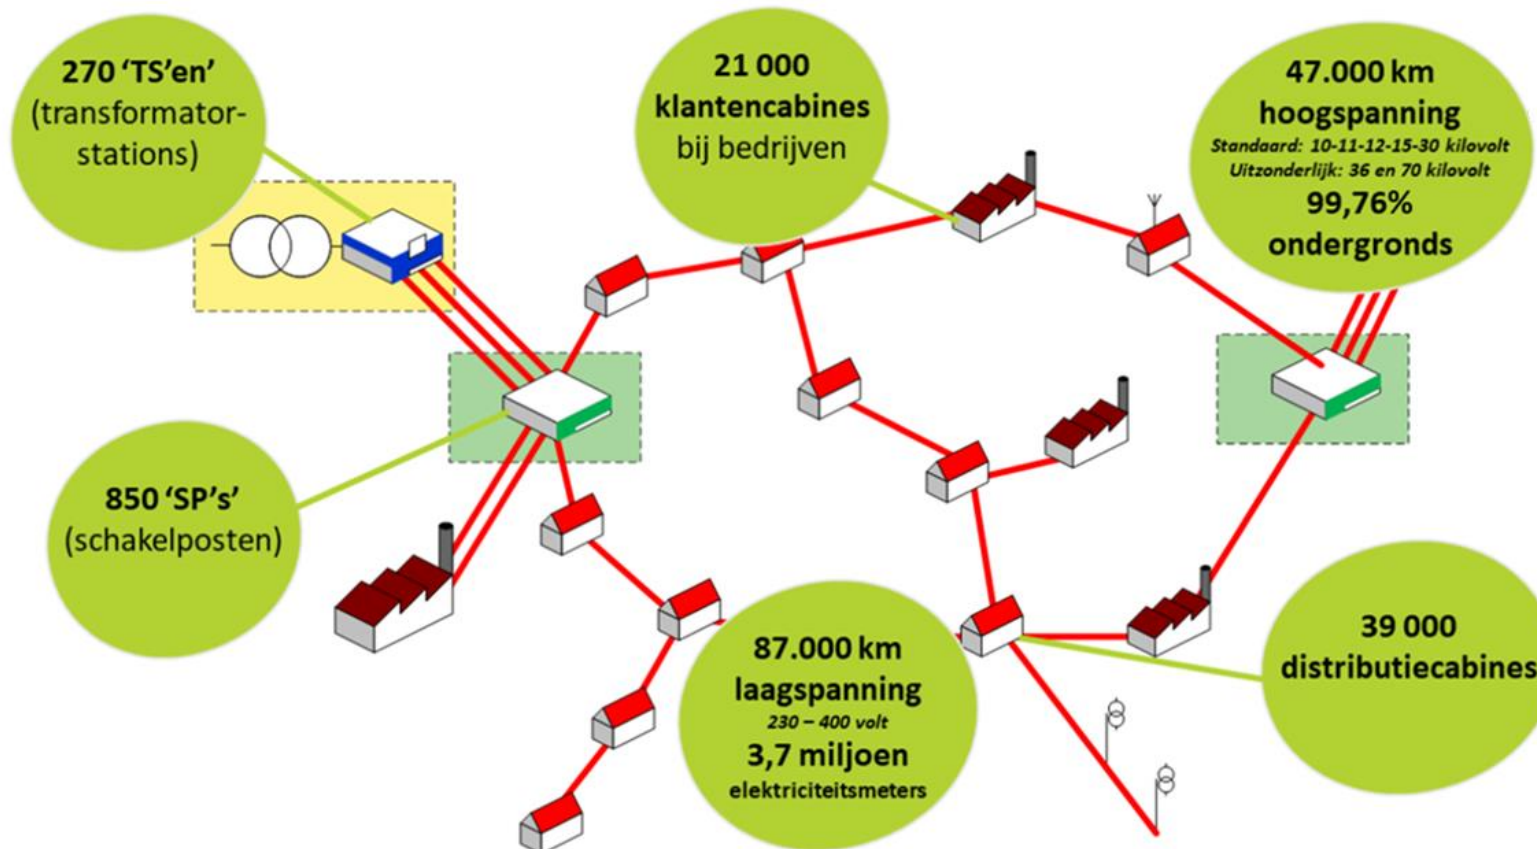 270 ‘TS’en’
(transformator-
stations)
21 000
klantencabines
bij bedrijven
47.000 km
hoogspanning
Standaard: 10-11-12-15-30 kilovolt
Uitzonderlijk: 36 en 70 kilovolt
99,76%
ondergronds
850 ‘SP’s’
(schakelposten)
87.000 km
laagspanning
230 – 400 volt
3,7 miljoen
elektriciteitsmeters
39 000
distributiecabines